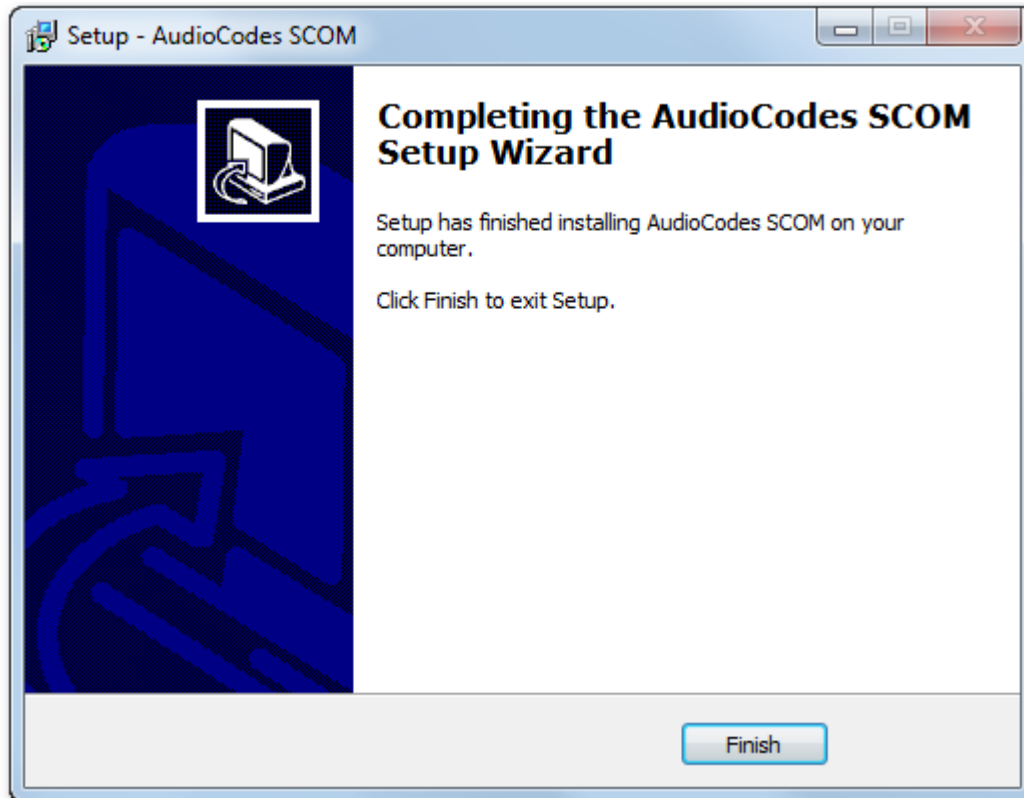 Setup - AudioCodes SCOM
Completing the AudioCodes SCOM
Setup Wizard
Setup has finished installing AudioCodes SCOM on your
computer.
Click Finish to exit Setup.
Finish